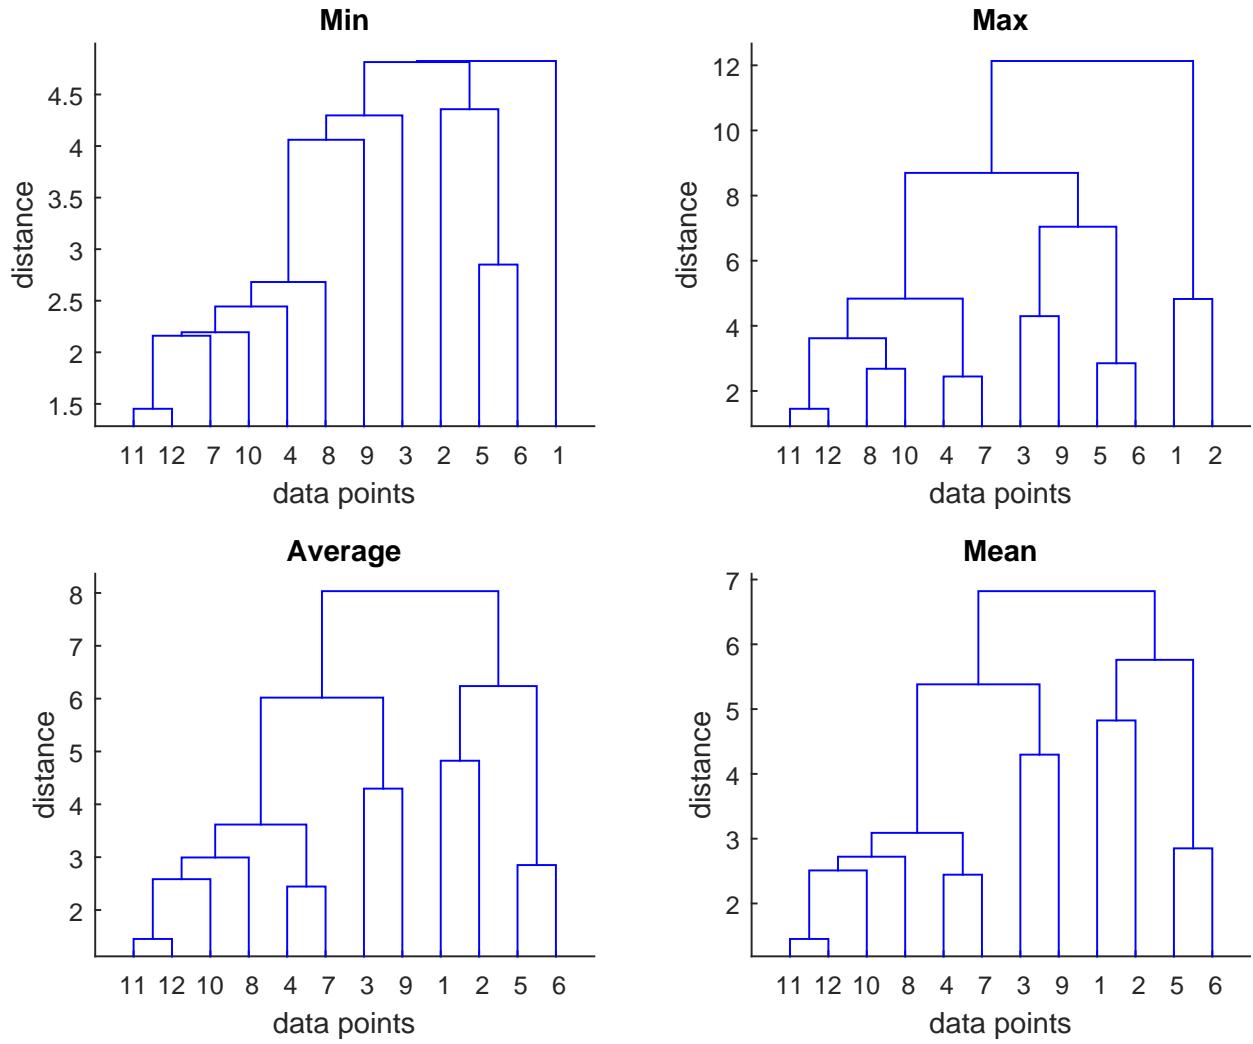 Min
4.5
4
3.5
3
2.5
2
1.5
distance
11 12 7 10 4 8 9 3 2 5 6 1
data points
Max
12
10
8
6
4
2
distance
11 12 8 10 4 7 3 9 5 6 1 2
data points
Average
8
7
6
5
4
3
2
distance
11 12 10 8 4 7 3 9 1 2 5 6
data points
Mean
7
6
5
4
3
2
distance
11 12 10 8 4 7 3 9 1 2 5 6
data points